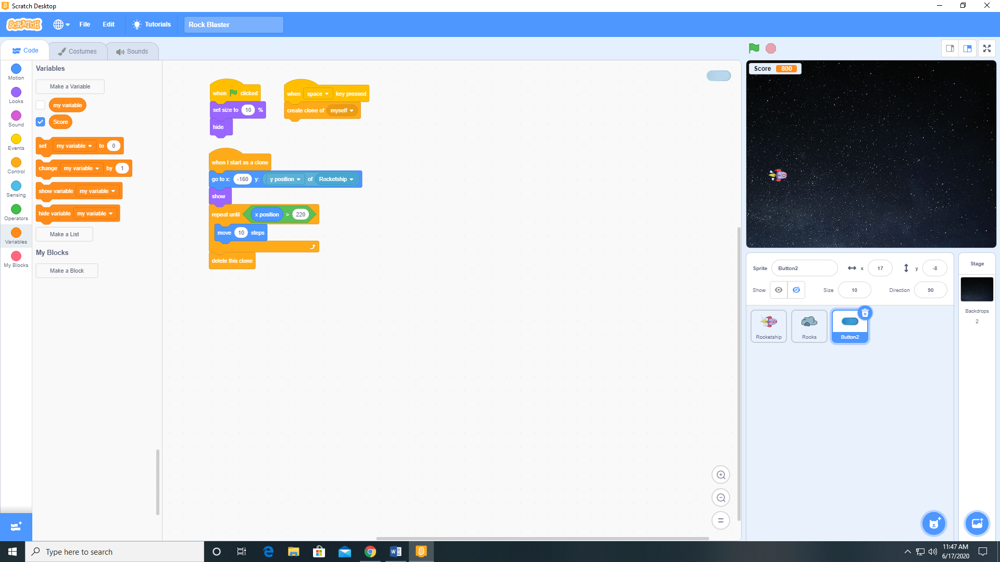 Scratch Desktop
SCRATCH File Edit Tutorials Rock Blaster
Code Costumes Sounds
Motion
Looks
Sound
Events
Control
Sensing
Operators
Variables
My Blocks
Variables
Make a Variable
my variable
Score
set my variable to 0
change my variable by 1
show variable my variable
hide variable my variable
Make a List
My Blocks
Make a Block
when clicked
set size to 10 %
hide
when space key pressed
create clone of myself
when I start as a clone
go to x: -160 y: y position of Rocketship
show
repeat until x position > 220
move 10 steps
delete this clone
Score 800
Sprite Button2 x 17 y -8
Show Size 10 Direction 90
Rocketship Rocks Button2
Stage
Backdrops
2
Type here to search
11:47 AM
6/17/2020